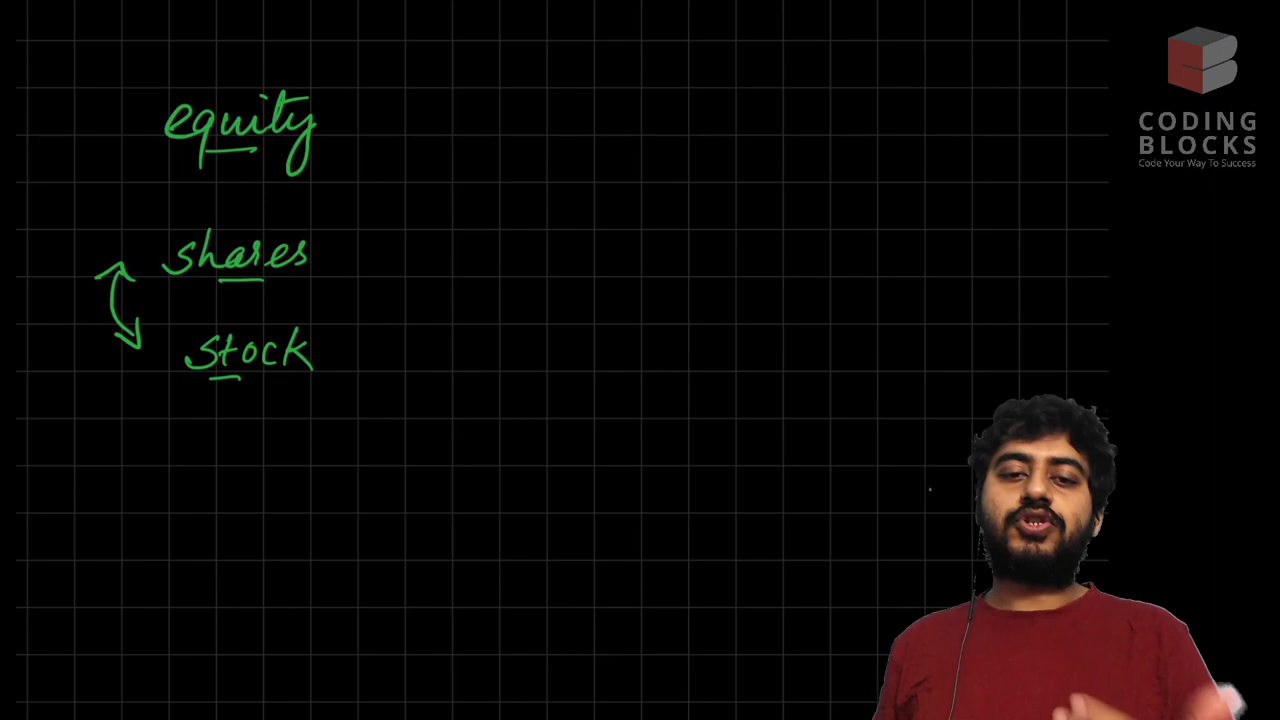 equity
shares
stock
CODING
BLOCKS
Code Your Way To Success